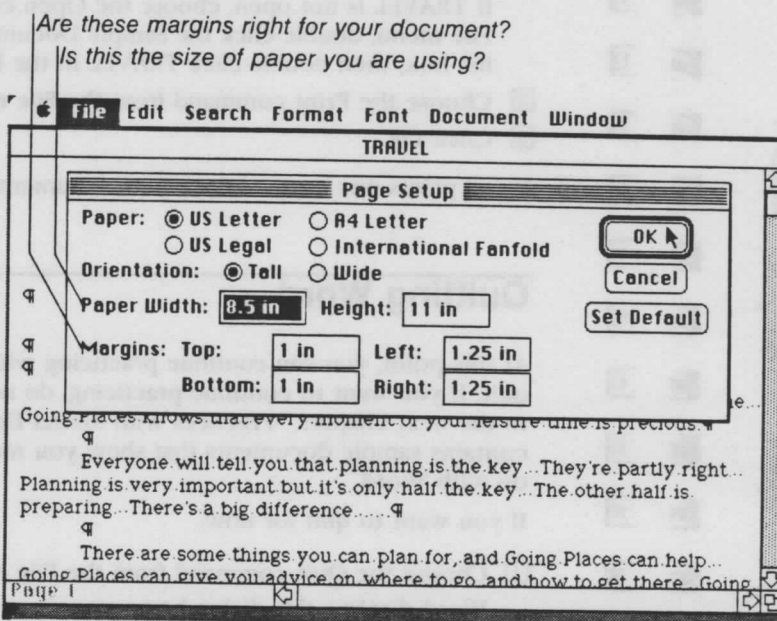 Are these margins right for your document?
Is this the size of paper you are using?
File Edit Search Format Font Document Window
TRAVEL
Page Setup
Paper: US Letter A4 Letter
US Legal International Fanfold
Orientation: Tall Wide
Paper Width: 8.5 in Height: 11 in
Margins: Top: 1 in Left: 1.25 in
Bottom: 1 in Right: 1.25 in
OK
Cancel
Set Default
Going Places knows that every moment of your leisure time is precious.¶
¶
Everyone will tell you that planning is the key. They're partly right.
Planning is very important but it's only half the key. The other half is
preparing. There's a big difference. ¶
¶
There are some things you can plan for, and Going Places can help.
Going Places can give you advice on where to go and how to get there. Going
Page 1